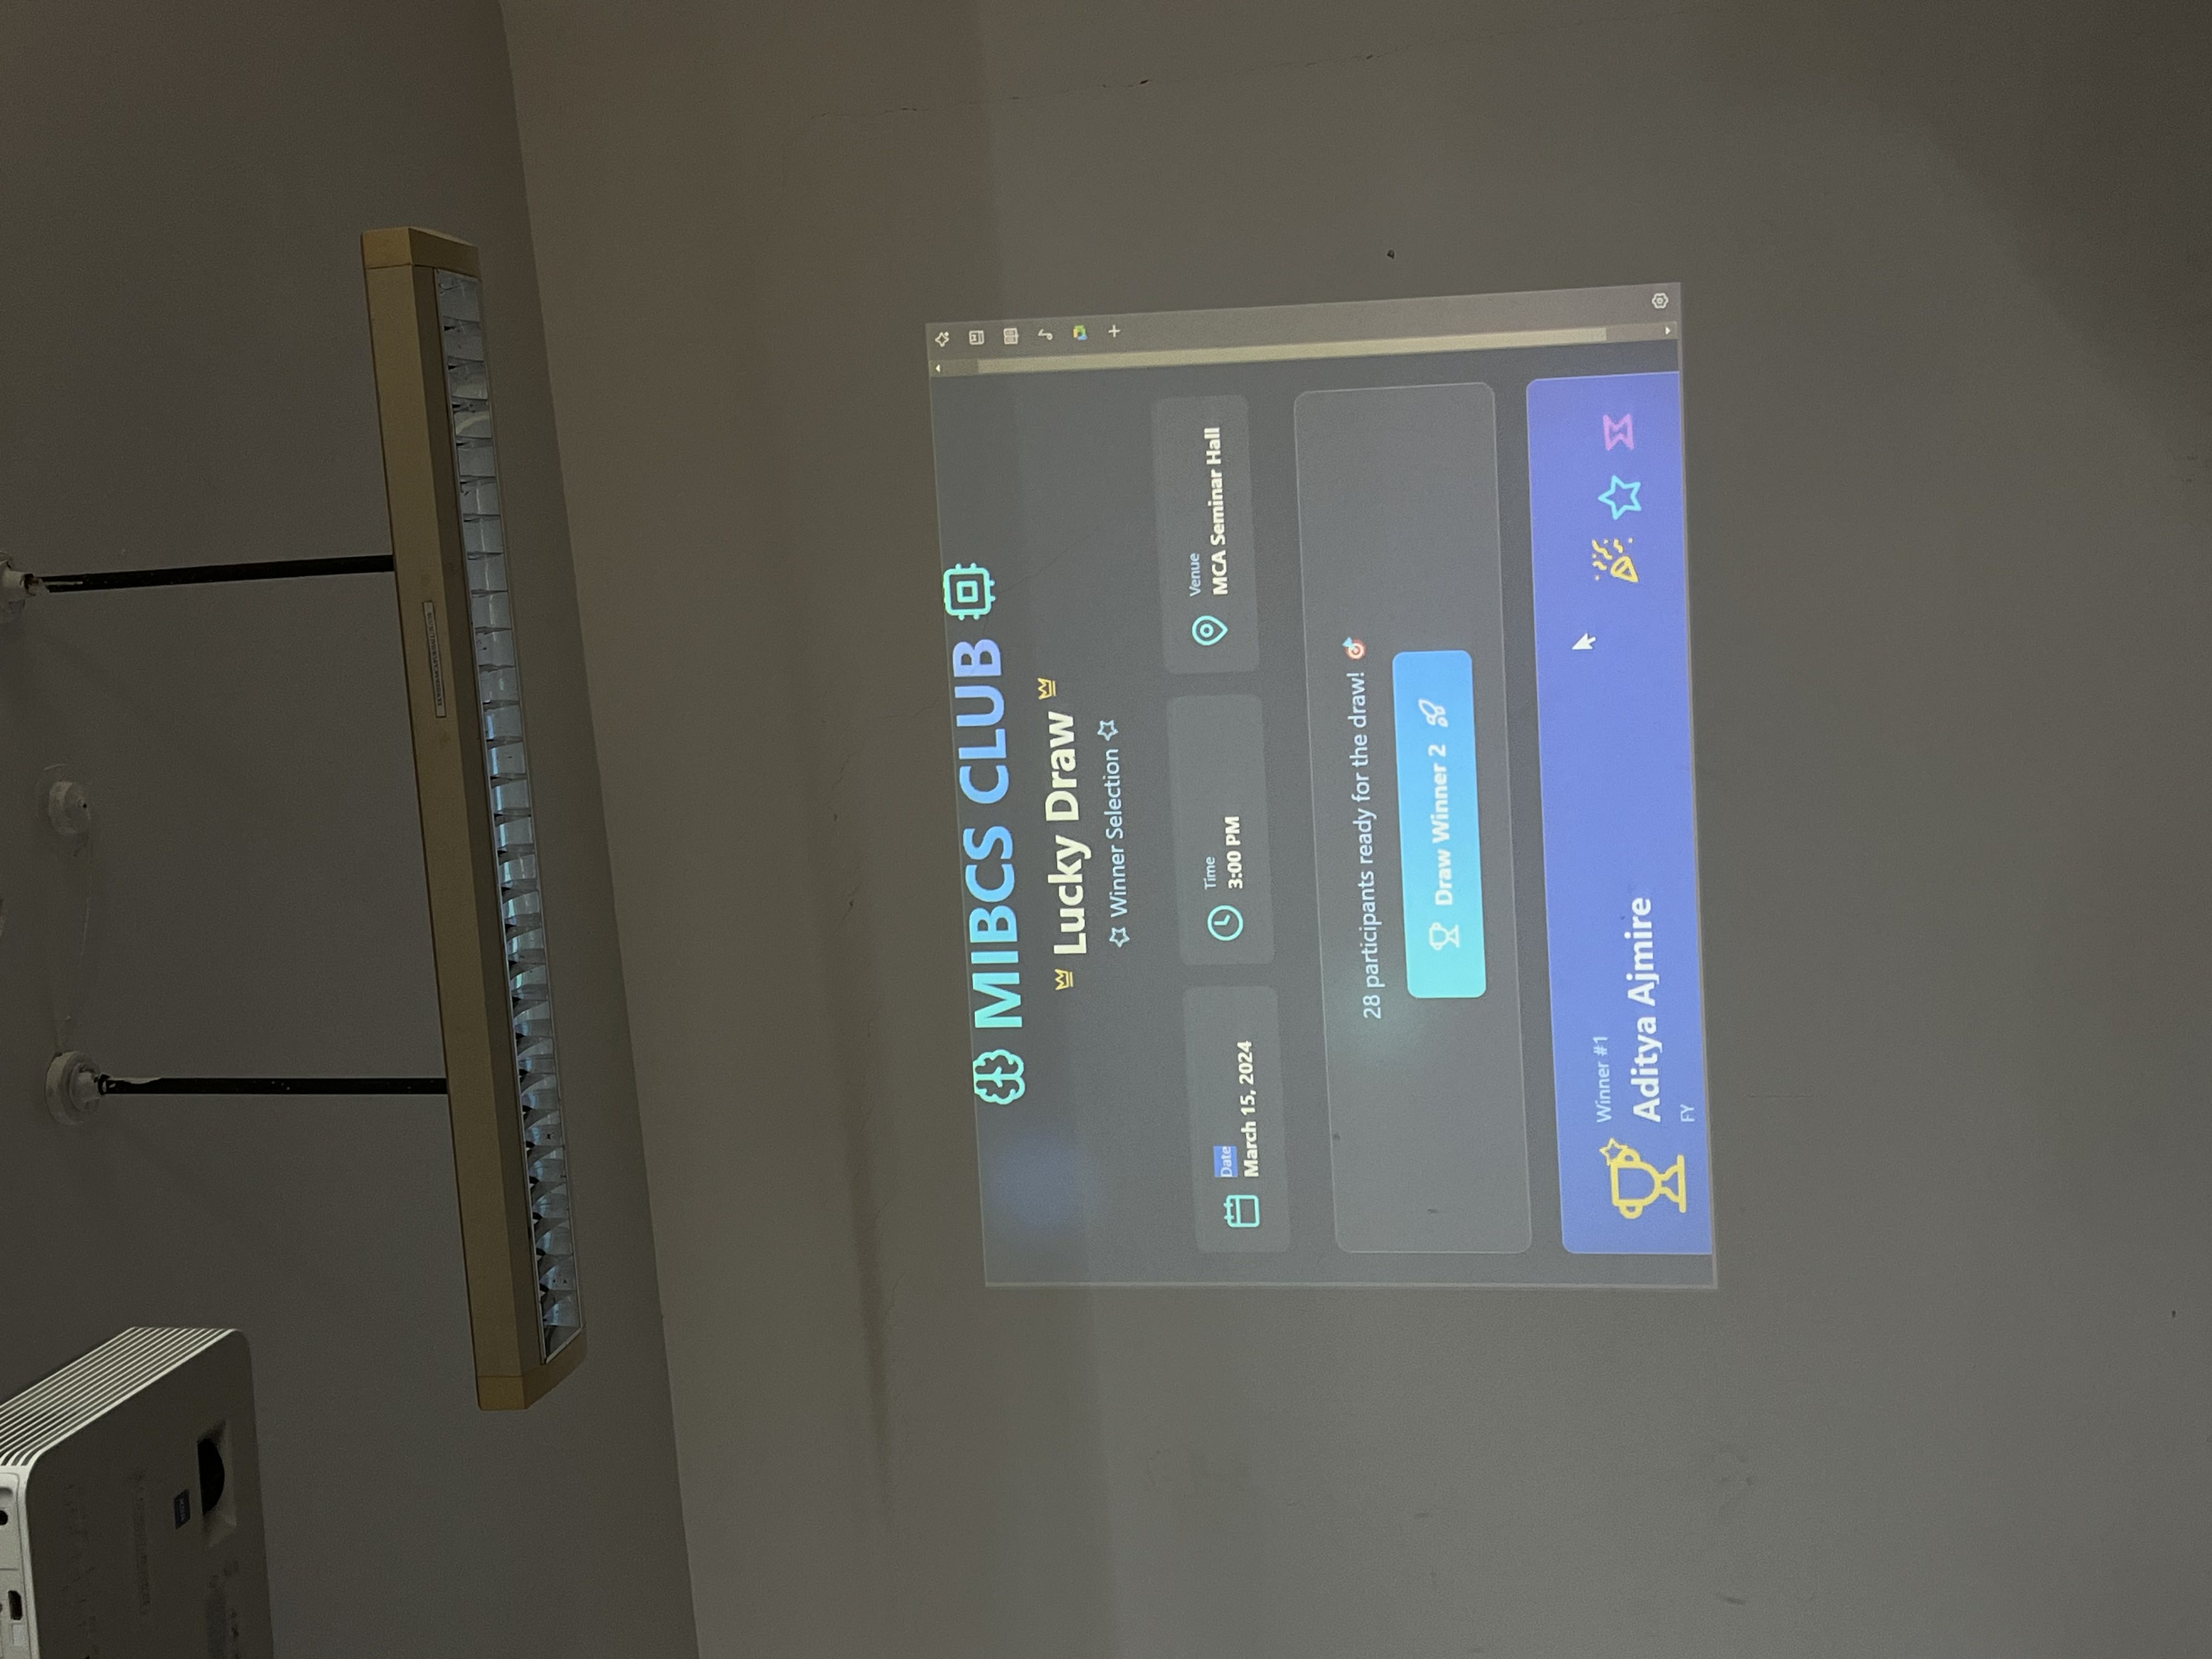 MIBCS CLUB
Lucky Draw
Winner Selection
Date
March 15, 2024
Time
3:00 PM
Venue
MCA Seminar Hall
28 participants ready for the draw!
Draw Winner 2
Winner #1
Aditya Ajmire
FY